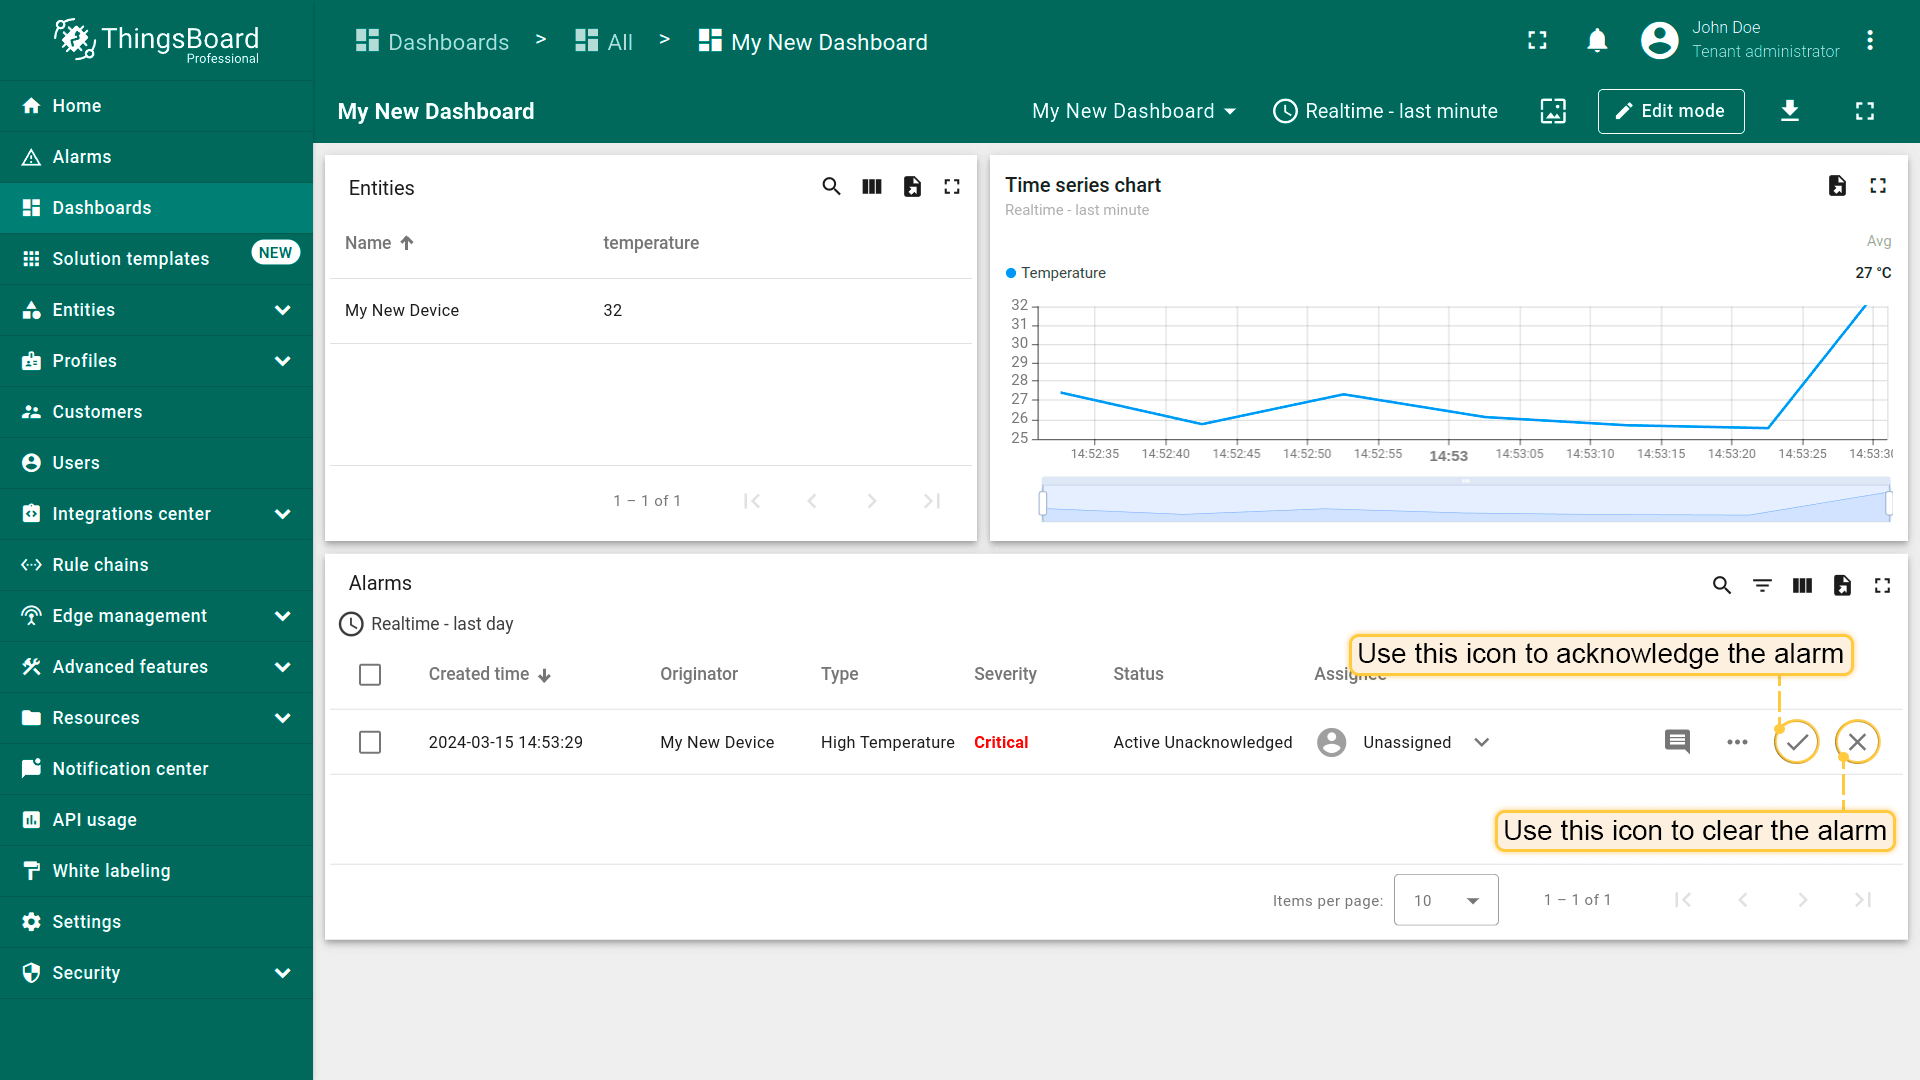 ThingsBoard
Professional
Dashboards > All > My New Dashboard
John Doe
Tenant administrator
Home
Alarms
Dashboards
Solution templates NEW
Entities
Profiles
Customers
Users
Integrations center
Rule chains
Edge management
Advanced features
Resources
Notification center
API usage
White labeling
Settings
Security
My New Dashboard
My New Dashboard
Realtime - last minute
Edit mode
Entities
Name temperature
My New Device 32
1 – 1 of 1
Time series chart
Realtime - last minute
Avg
Temperature 27 °C
32
31
30
29
28
27
26
25
14:52:35 14:52:40 14:52:45 14:52:50 14:52:55 14:53 14:53:05 14:53:10 14:53:15 14:53:20 14:53:25 14:53:30
Alarms
Realtime - last day
Use this icon to acknowledge the alarm
Created time Originator Type Severity Status Assignee
2024-03-15 14:53:29 My New Device High Temperature Critical Active Unacknowledged Unassigned
Use this icon to clear the alarm
Items per page: 10 1 – 1 of 1